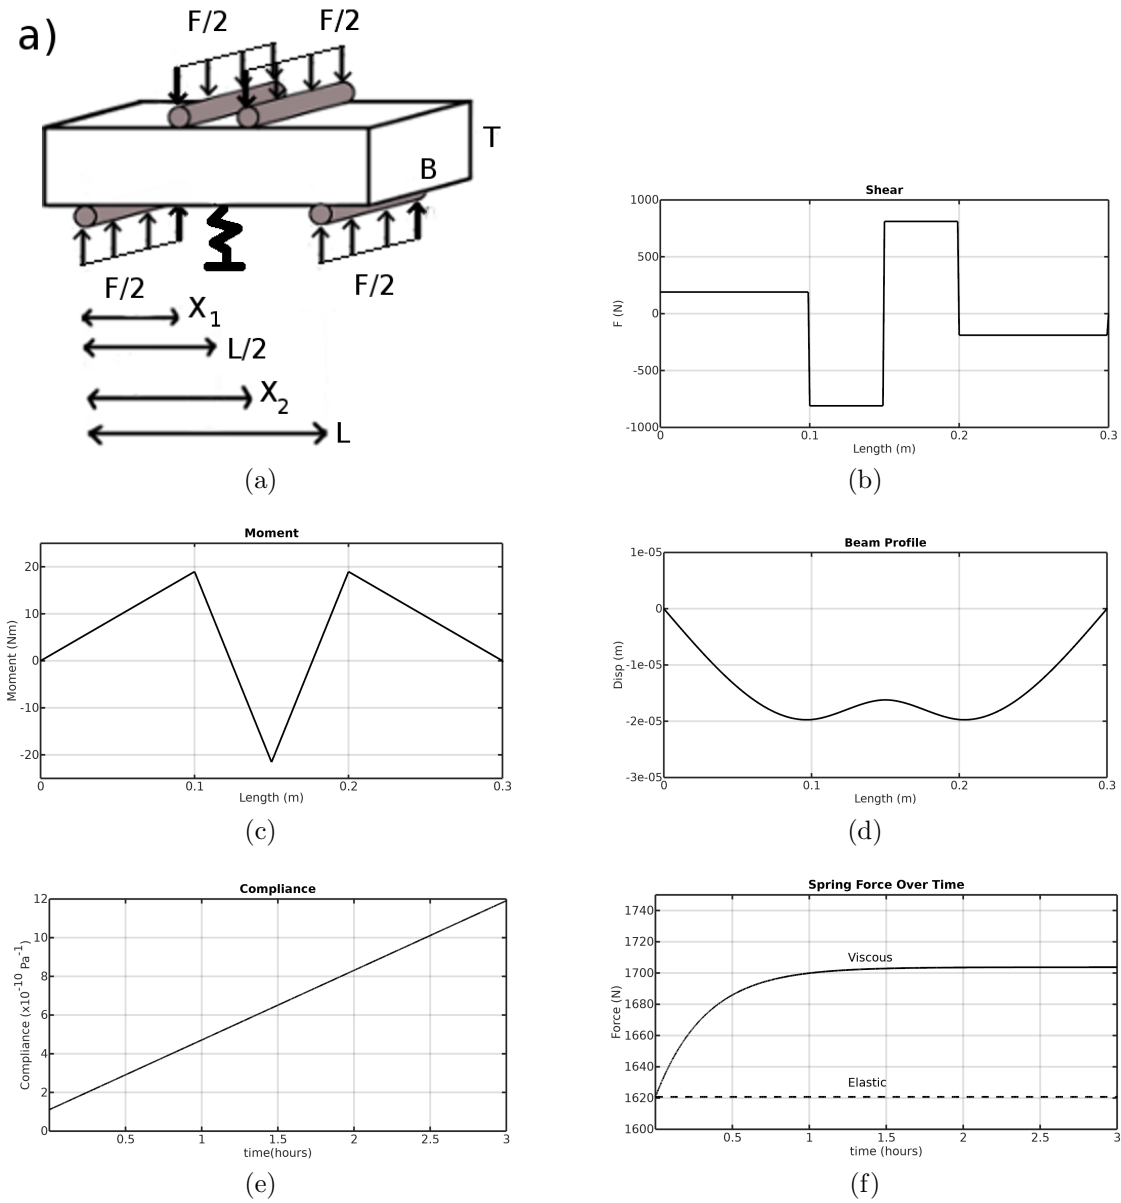 a)
F/2 F/2
T
B
F/2 F/2
X1
L/2
X2
L
(a)
Shear
1000
500
0
-500
-1000
F (N)
0 0.1 0.2 0.3
Length (m)
(b)
Moment
20
10
0
-10
-20
Moment (Nm)
0 0.1 0.2 0.3
Length (m)
(c)
Beam Profile
1e-05
0
-1e-05
-2e-05
-3e-05
Disp (m)
0 0.1 0.2 0.3
Length (m)
(d)
Compliance
12
10
8
6
4
2
0
Compliance (x10-10 Pa-1)
0.5 1 1.5 2 2.5 3
time(hours)
(e)
Spring Force Over Time
1740
1720
1700
1680
1660
1640
1620
1600
Force (N)
Viscous
Elastic
0.5 1 1.5 2 2.5 3
time (hours)
(f)